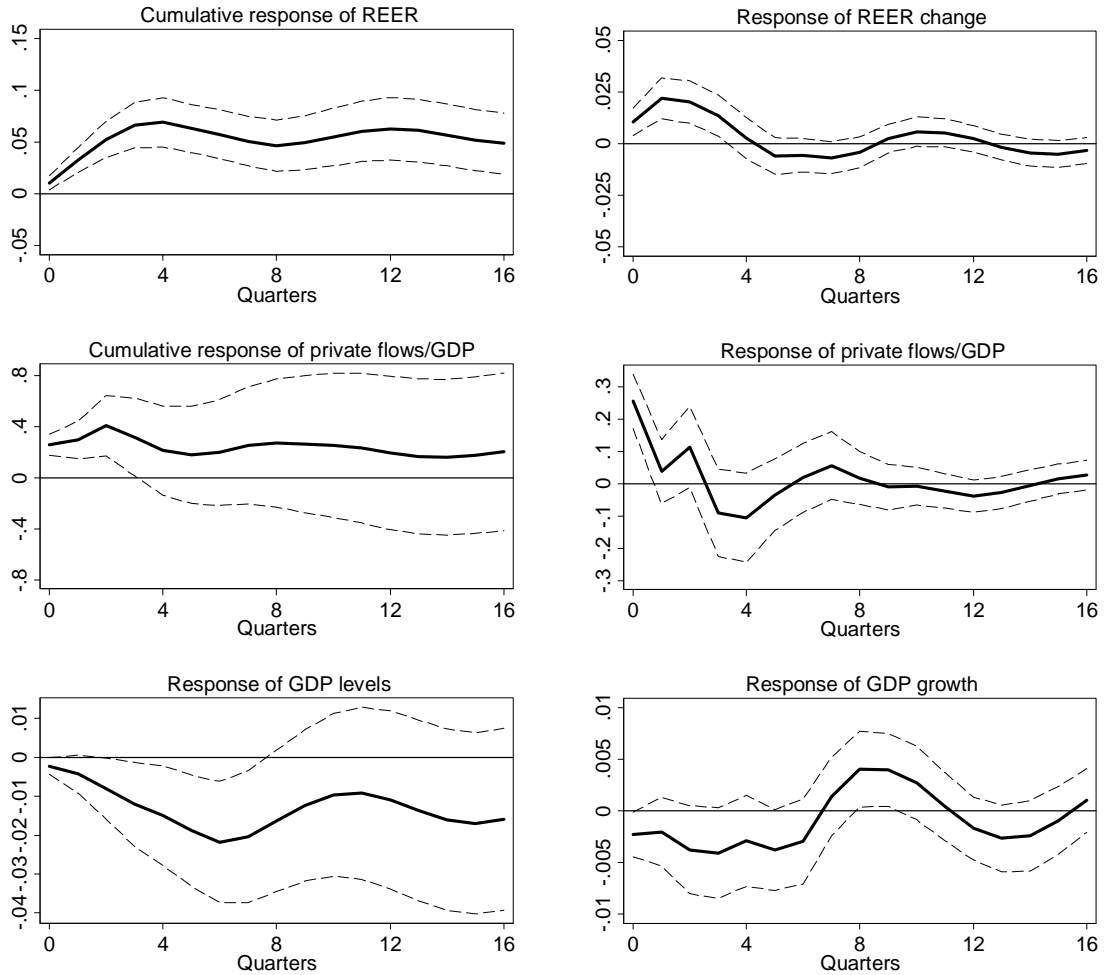 Cumulative response of REER
.15
.1
.05
0
-.05
0 4 8 12 16
Quarters
Response of REER change
.05
.025
0
-.025
-.05
0 4 8 12 16
Quarters
Cumulative response of private flows/GDP
.8
.4
0
-.4
-.8
0 4 8 12 16
Quarters
Response of private flows/GDP
.3
.2
.1
0
-.1
-.2
-.3
0 4 8 12 16
Quarters
Response of GDP levels
.01
0
-.01
-.02
-.03
-.04
0 4 8 12 16
Quarters
Response of GDP growth
.01
.005
0
-.005
-.01
0 4 8 12 16
Quarters